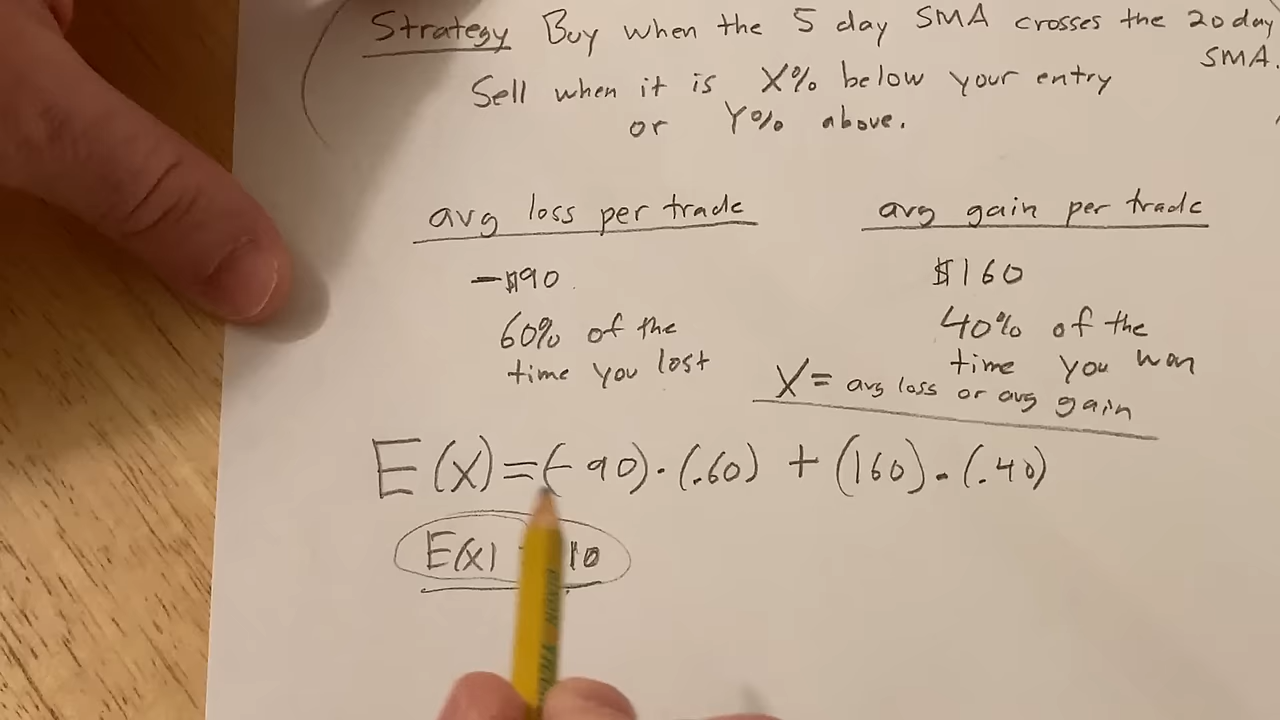 Strategy Buy when the 5 day SMA crosses the 20 day
SMA.
Sell when it is X% below your entry
or Y% above.
avg loss per trade
avg gain per trade
-$90
$160
60% of the
time you lost
40% of the
time you won
X = avg loss or avg gain
E(X) = (-90) · (.60) + (160) · (.40)
E(X) 10